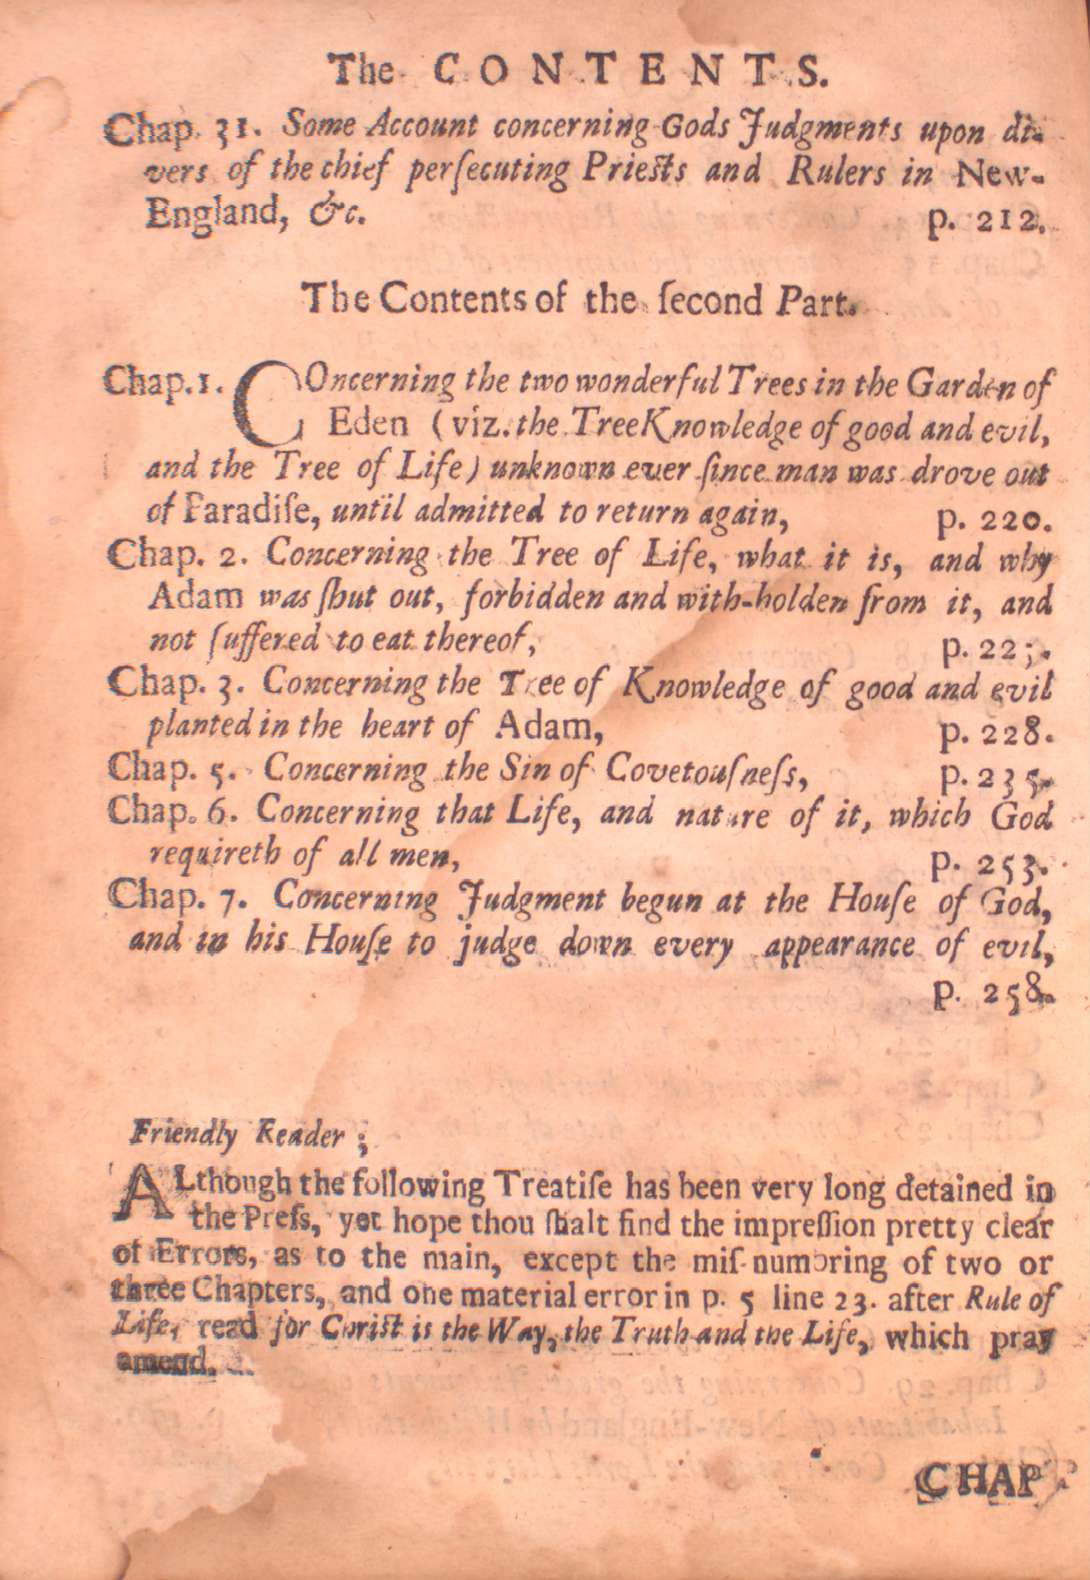 The CONTENTS.
Chap. 31. Some Account concerning Gods Judgments upon di-
vers of the chief perſecuting Prieſts and Rulers in New-
England, &c. p. 212.
The Contents of the ſecond Part.
Chap. 1. COncerning the two wonderful Trees in the Garden of
Eden (viz. the Tree Knowledge of good and evil,
and the Tree of Life) unknown ever ſince man was drove out
of Paradiſe, until admitted to return again, p. 220.
Chap. 2. Concerning the Tree of Life, what it is, and why
Adam was ſhut out, forbidden and with-holden from it, and
not ſuffered to eat thereof, p.
Chap. 3. Concerning the Tree of Knowledge of good and evil
planted in the heart of Adam, p. 228.
Chap. 5. Concerning the Sin of Covetouſneſs, p. 235.
Chap. 6. Concerning that Life, and nature of it, which God
requireth of all men, p. 253.
Chap. 7. Concerning Judgment begun at the Houſe of God,
and in his Houſe to judge down every appearance of evil,
p. 258.
Friendly Reader;
ALthough the following Treatiſe has been very long detained in
the Preſs, yet hope thou ſhalt find the impreſſion pretty clear
of Errors, as to the main, except the miſ-numbring of two or
three Chapters, and one material error in p. 5 line 23. after Rule of
Life, read for Chriſt is the Way, the Truth and the Life, which pray
amend.
CHAP